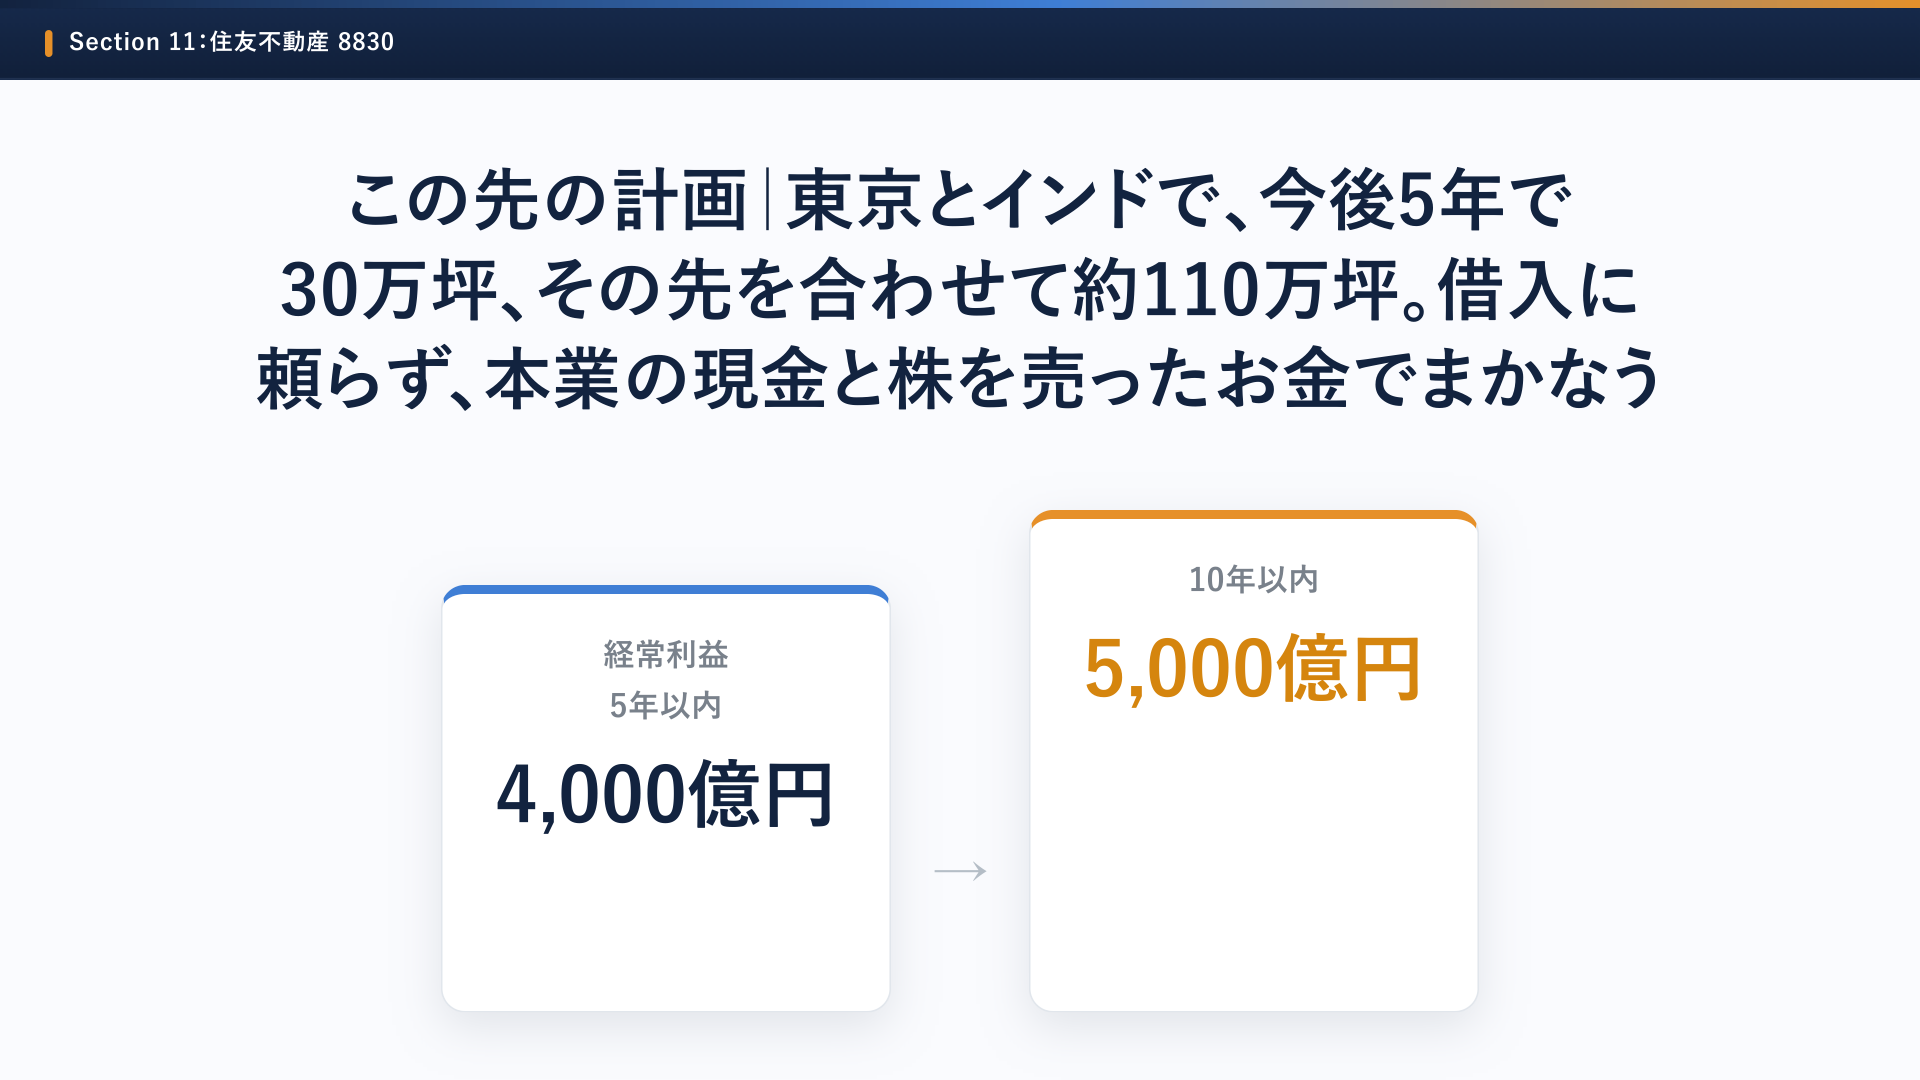 Section 11：住友不動産 8830
この先の計画｜東京とインドで、今後5年で
30万坪、その先を合わせて約110万坪。借入に
頼らず、本業の現金と株を売ったお金でまかなう
経常利益
5年以内
4,000億円
→
10年以内
5,000億円